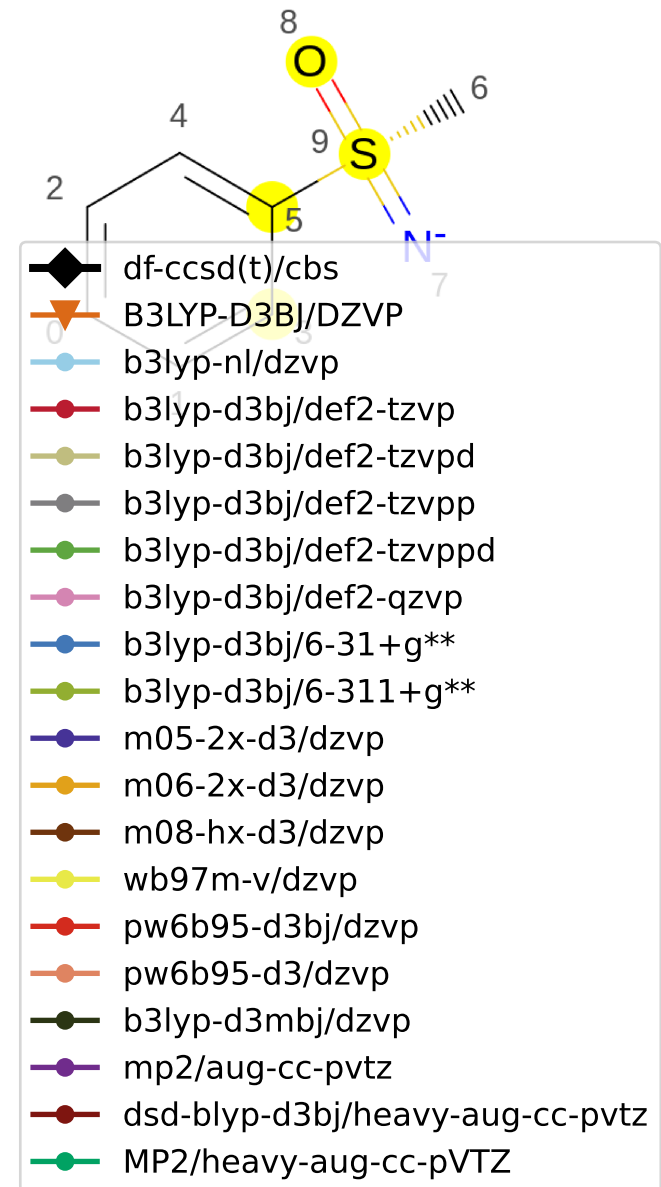 8
O
6
4
9
S
2
5
N-
7
0
3
1
df-ccsd(t)/cbs
B3LYP-D3BJ/DZVP
b3lyp-nl/dzvp
b3lyp-d3bj/def2-tzvp
b3lyp-d3bj/def2-tzvpd
b3lyp-d3bj/def2-tzvpp
b3lyp-d3bj/def2-tzvppd
b3lyp-d3bj/def2-qzvp
b3lyp-d3bj/6-31+g**
b3lyp-d3bj/6-311+g**
m05-2x-d3/dzvp
m06-2x-d3/dzvp
m08-hx-d3/dzvp
wb97m-v/dzvp
pw6b95-d3bj/dzvp
pw6b95-d3/dzvp
b3lyp-d3mbj/dzvp
mp2/aug-cc-pvtz
dsd-blyp-d3bj/heavy-aug-cc-pvtz
MP2/heavy-aug-cc-pVTZ